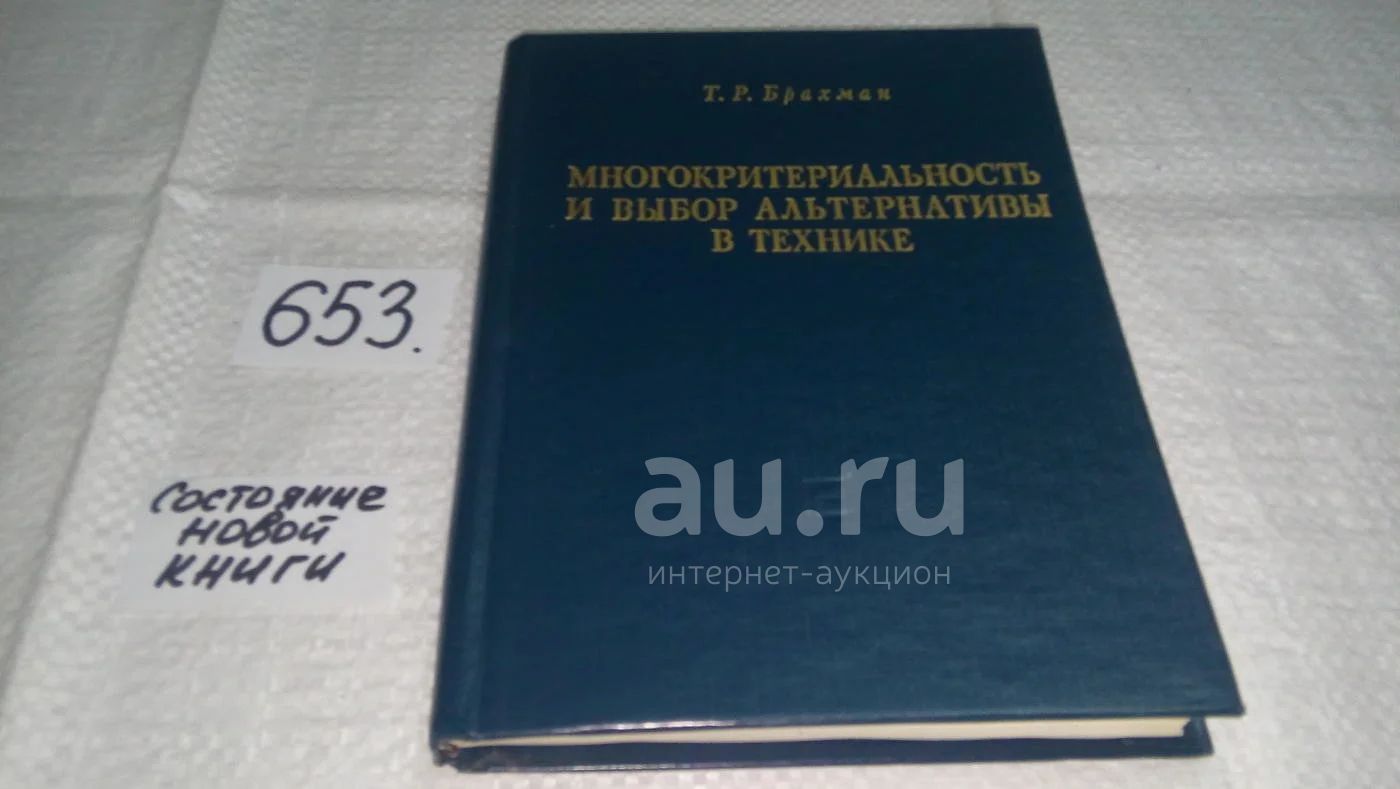 Т. Р. Брахман
МНОГОКРИТЕРИАЛЬНОСТЬ
И ВЫБОР АЛЬТЕРНАТИВЫ
В ТЕХНИКЕ
653.
Состояние
новой
книги
au.ru
интернет-аукцион